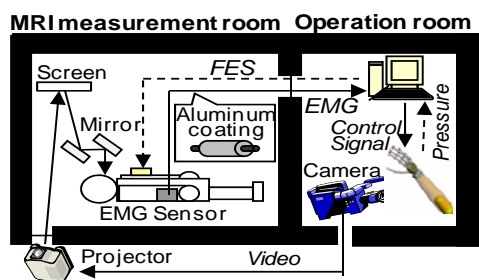 MRI measurement room Operation room
Screen
FES
EMG
Mirror
Aluminum
coating
Control
Signal
Pressure
Camera
EMG Sensor
Projector
Video